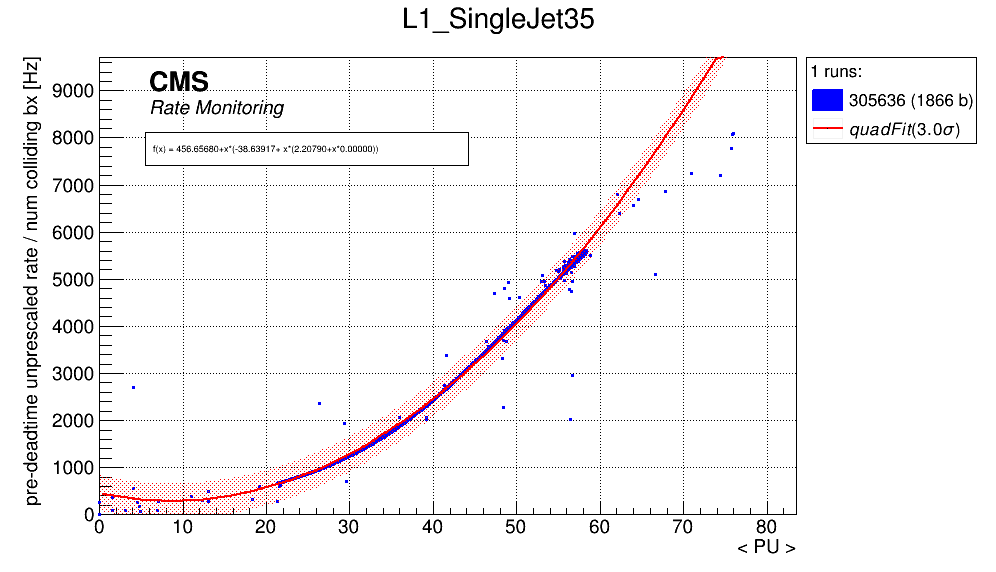 L1_SingleJet35
pre-deadtime unprescaled rate / num colliding bx [Hz]
CMS
Rate Monitoring
f(x) = 456.65680+x*(-38.63917+ x*(2.20790+x*0.00000))
9000
8000
7000
6000
5000
4000
3000
2000
1000
0
0 10 20 30 40 50 60 70 80
< PU >
1 runs:
305636 (1866 b)
quadFit(3.0σ)